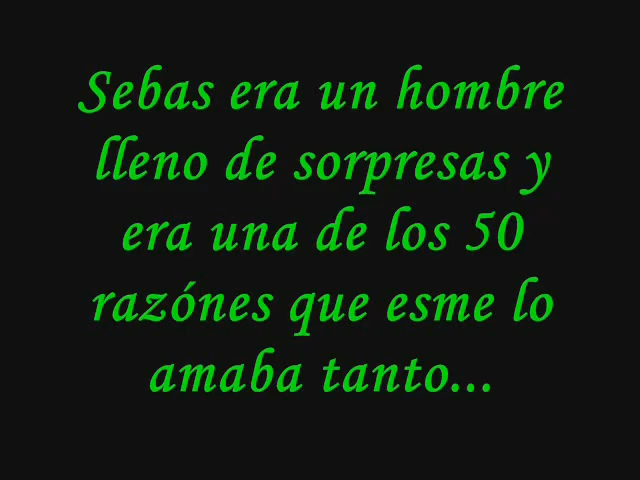 Sebas era un hombre
lleno de sorpresas y
era una de los 50
razónes que esme lo
amaba tanto...